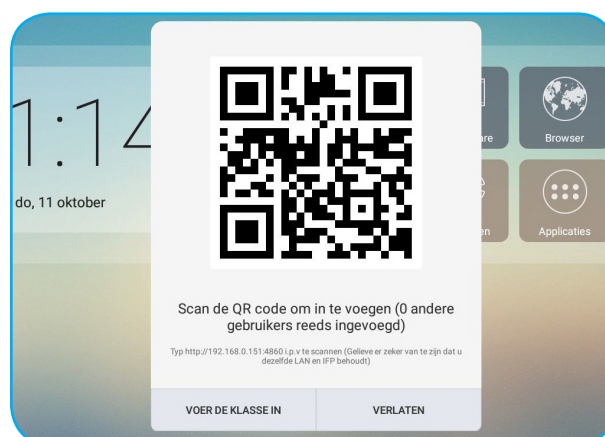 1:14
do, 11 oktober
are
Browser
en
Applicaties
Scan de QR code om in te voegen (0 andere
gebruikers reeds ingevoegd)
Typ http://192.168.0.151:4860 i.p.v te scannen (Gelieve er zeker van te zijn dat u
dezelfde LAN en IFP behoudt)
VOER DE KLASSE IN
VERLATEN